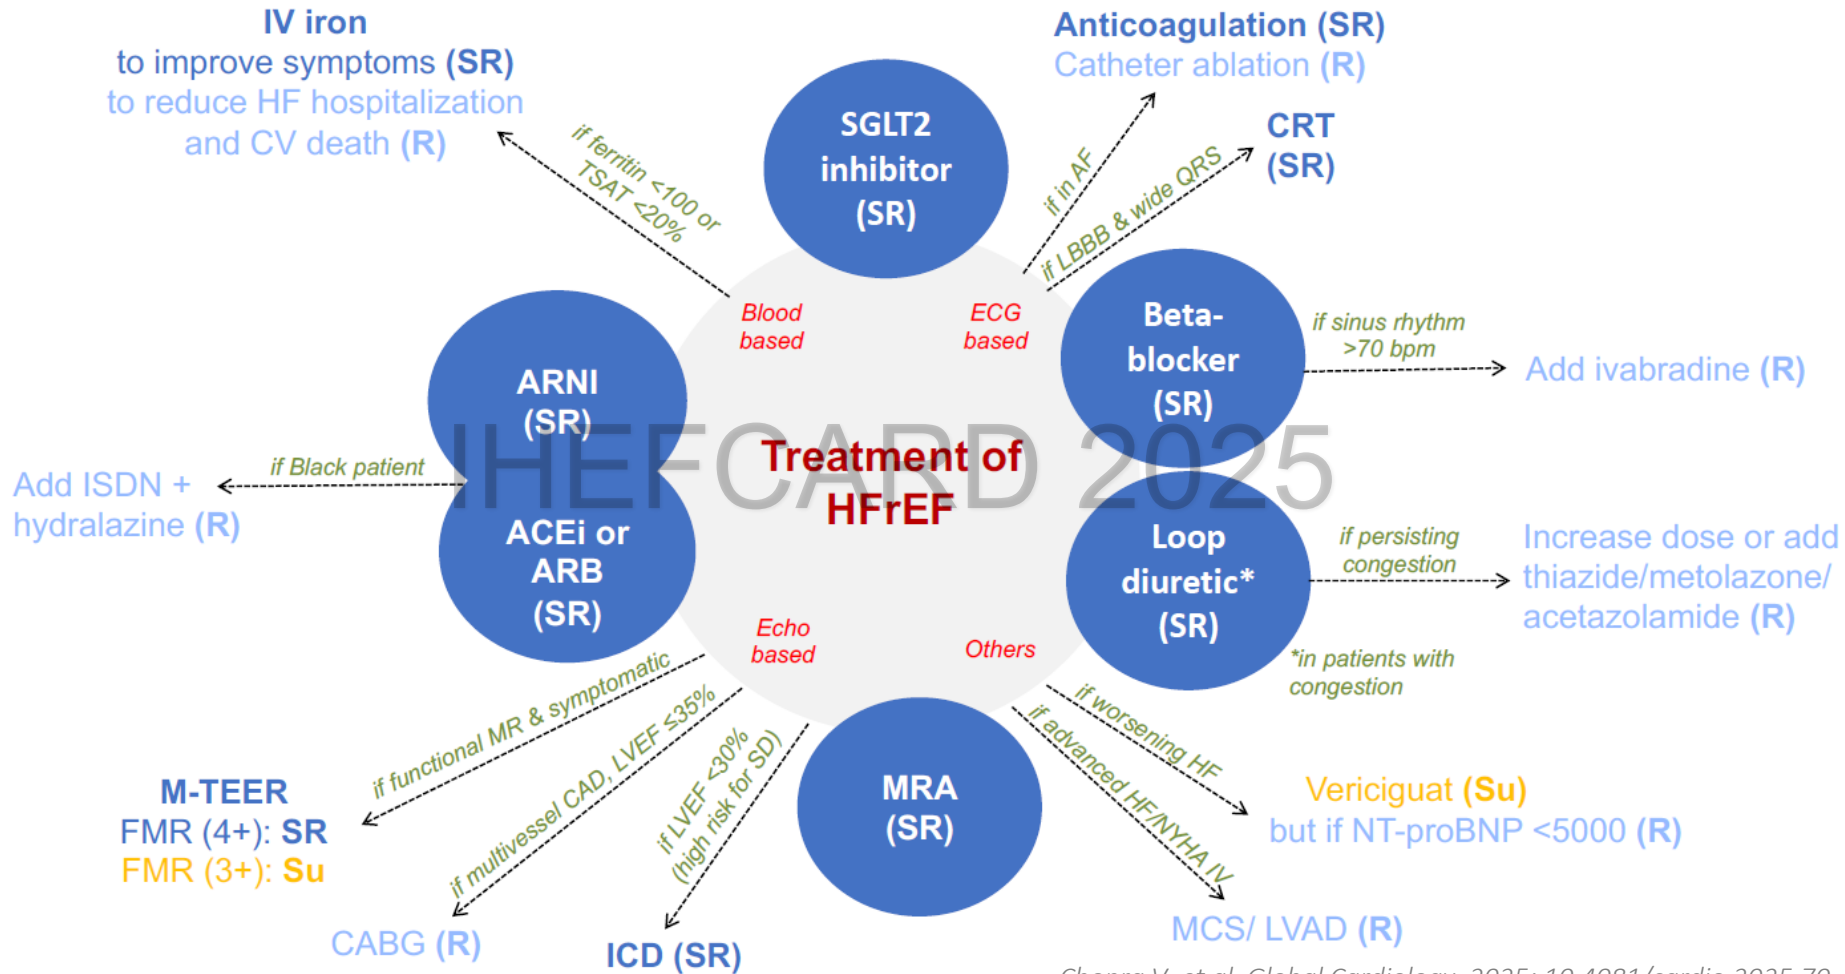 IV iron
to improve symptoms (SR)
to reduce HF hospitalization
and CV death (R)
if ferritin <100 or
TSAT <20%
SGLT2
inhibitor
(SR)
Anticoagulation (SR)
Catheter ablation (R)
if in AF
CRT
(SR)
if LBBB & wide QRS
Blood
based
ECG
based
Beta-
blocker
(SR)
if sinus rhythm
>70 bpm
Add ivabradine (R)
ARNI
(SR)
if Black patient
Add ISDN +
hydralazine (R)
ACEi or
ARB
(SR)
IHEFCARD 2025
Treatment of
HFrEF
Loop
diuretic*
(SR)
if persisting
congestion
Increase dose or add
thiazide/metolazone/
acetazolamide (R)
*in patients with
congestion
Echo
based
Others
if functional MR & symptomatic
M-TEER
FMR (4+): SR
FMR (3+): Su
if multivessel CAD, LVEF ≤35%
CABG (R)
if LVEF <30%
(high risk for SD)
ICD (SR)
MRA
(SR)
if worsening HF
Vericiguat (Su)
but if NT-proBNP <5000 (R)
if advanced HF/NYHA IV
MCS/ LVAD (R)